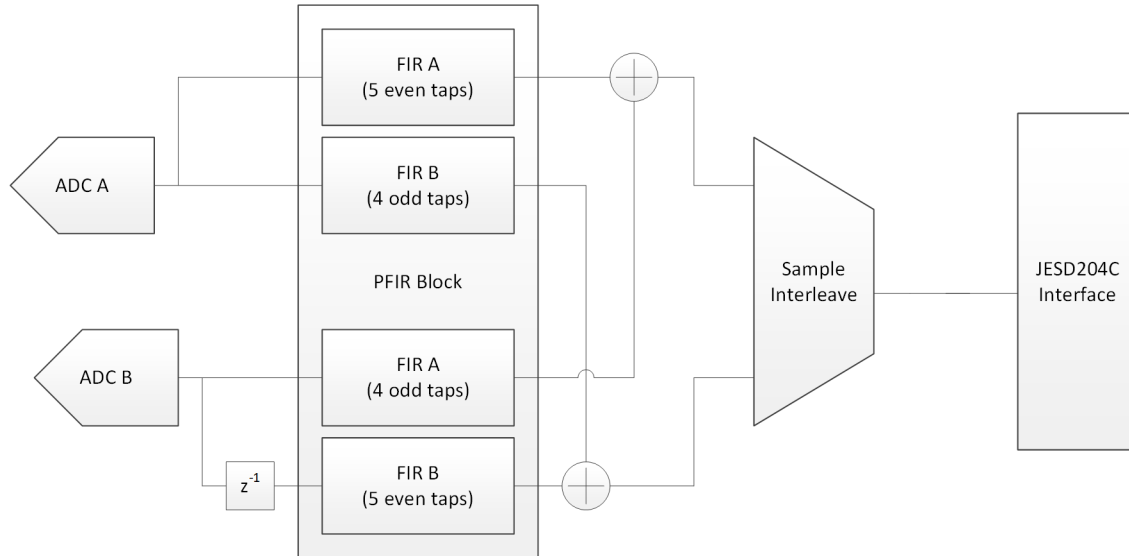 FIR A
(5 even taps)
ADC A
FIR B
(4 odd taps)
PFIR Block
Sample
Interleave
JESD204C
Interface
ADC B
FIR A
(4 odd taps)
z⁻¹
FIR B
(5 even taps)